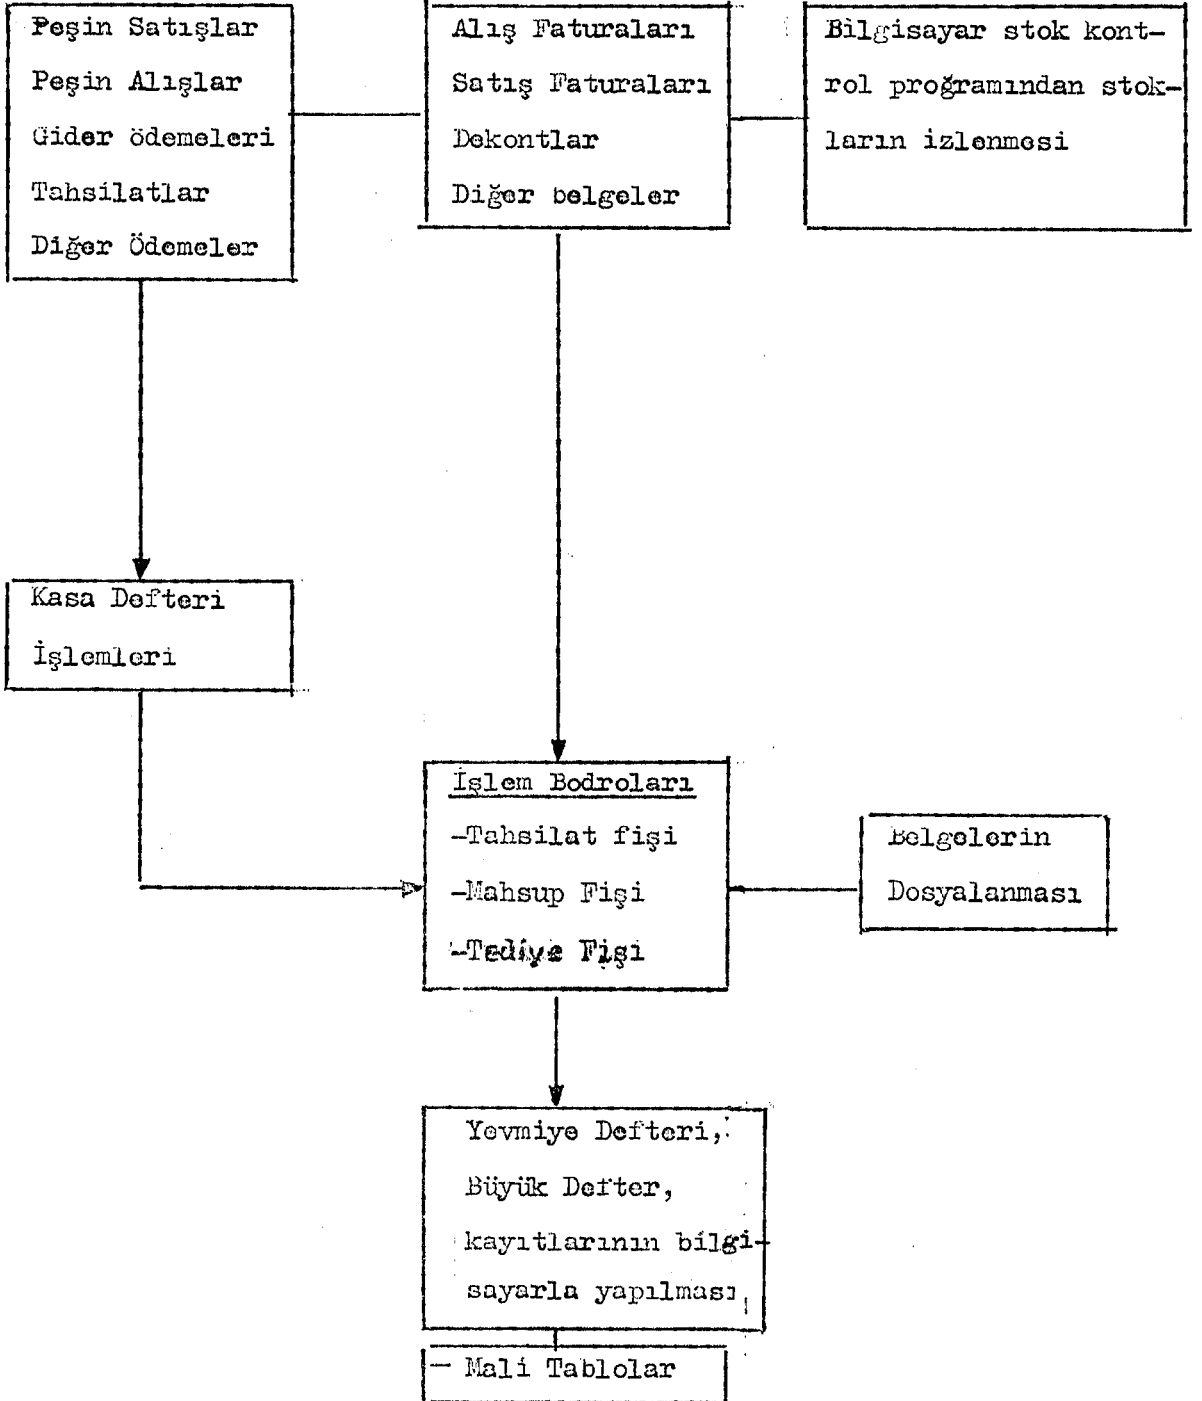 Peşin Satışlar
Peşin Alışlar
Gider ödemeleri
Tahsilatlar
Diğer Ödemeler
Alış Faturaları
Satış Faturaları
Dekontlar
Diğer belgeler
Bilgisayar stok kont-
rol proğramından stok-
ların izlenmesi
Kasa Defteri
İşlemleri
İşlem Bodroları
-Tahsilat fişi
-Mahsup Fişi
-Tediye Fişi
Belgelerin
Dosyalanması
Yevmiye Defteri,
Büyük Defter,
kayıtlarının bilgi-
sayarla yapılması
- Mali Tablolar